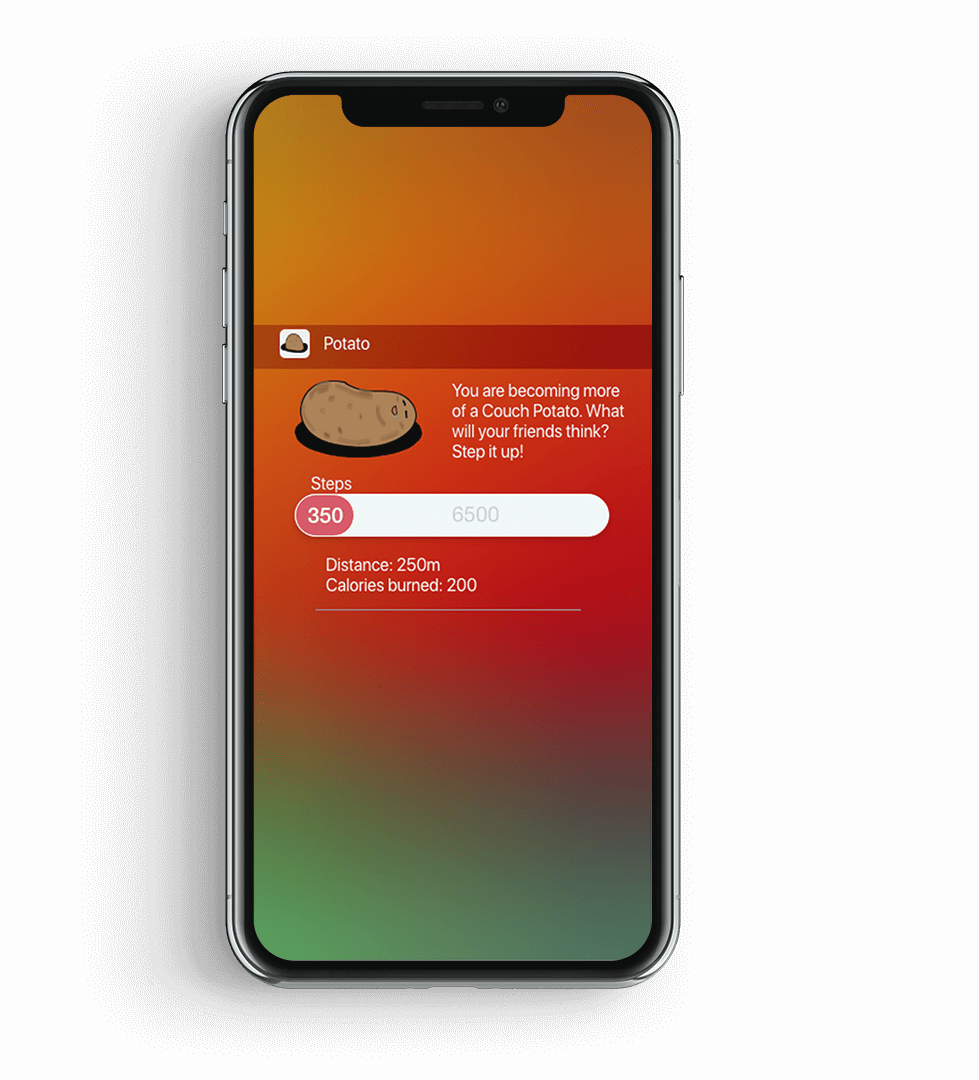 Potato
You are becoming more
of a Couch Potato. What
will your friends think?
Step it up!
Steps
350 6500
Distance: 250m
Calories burned: 200